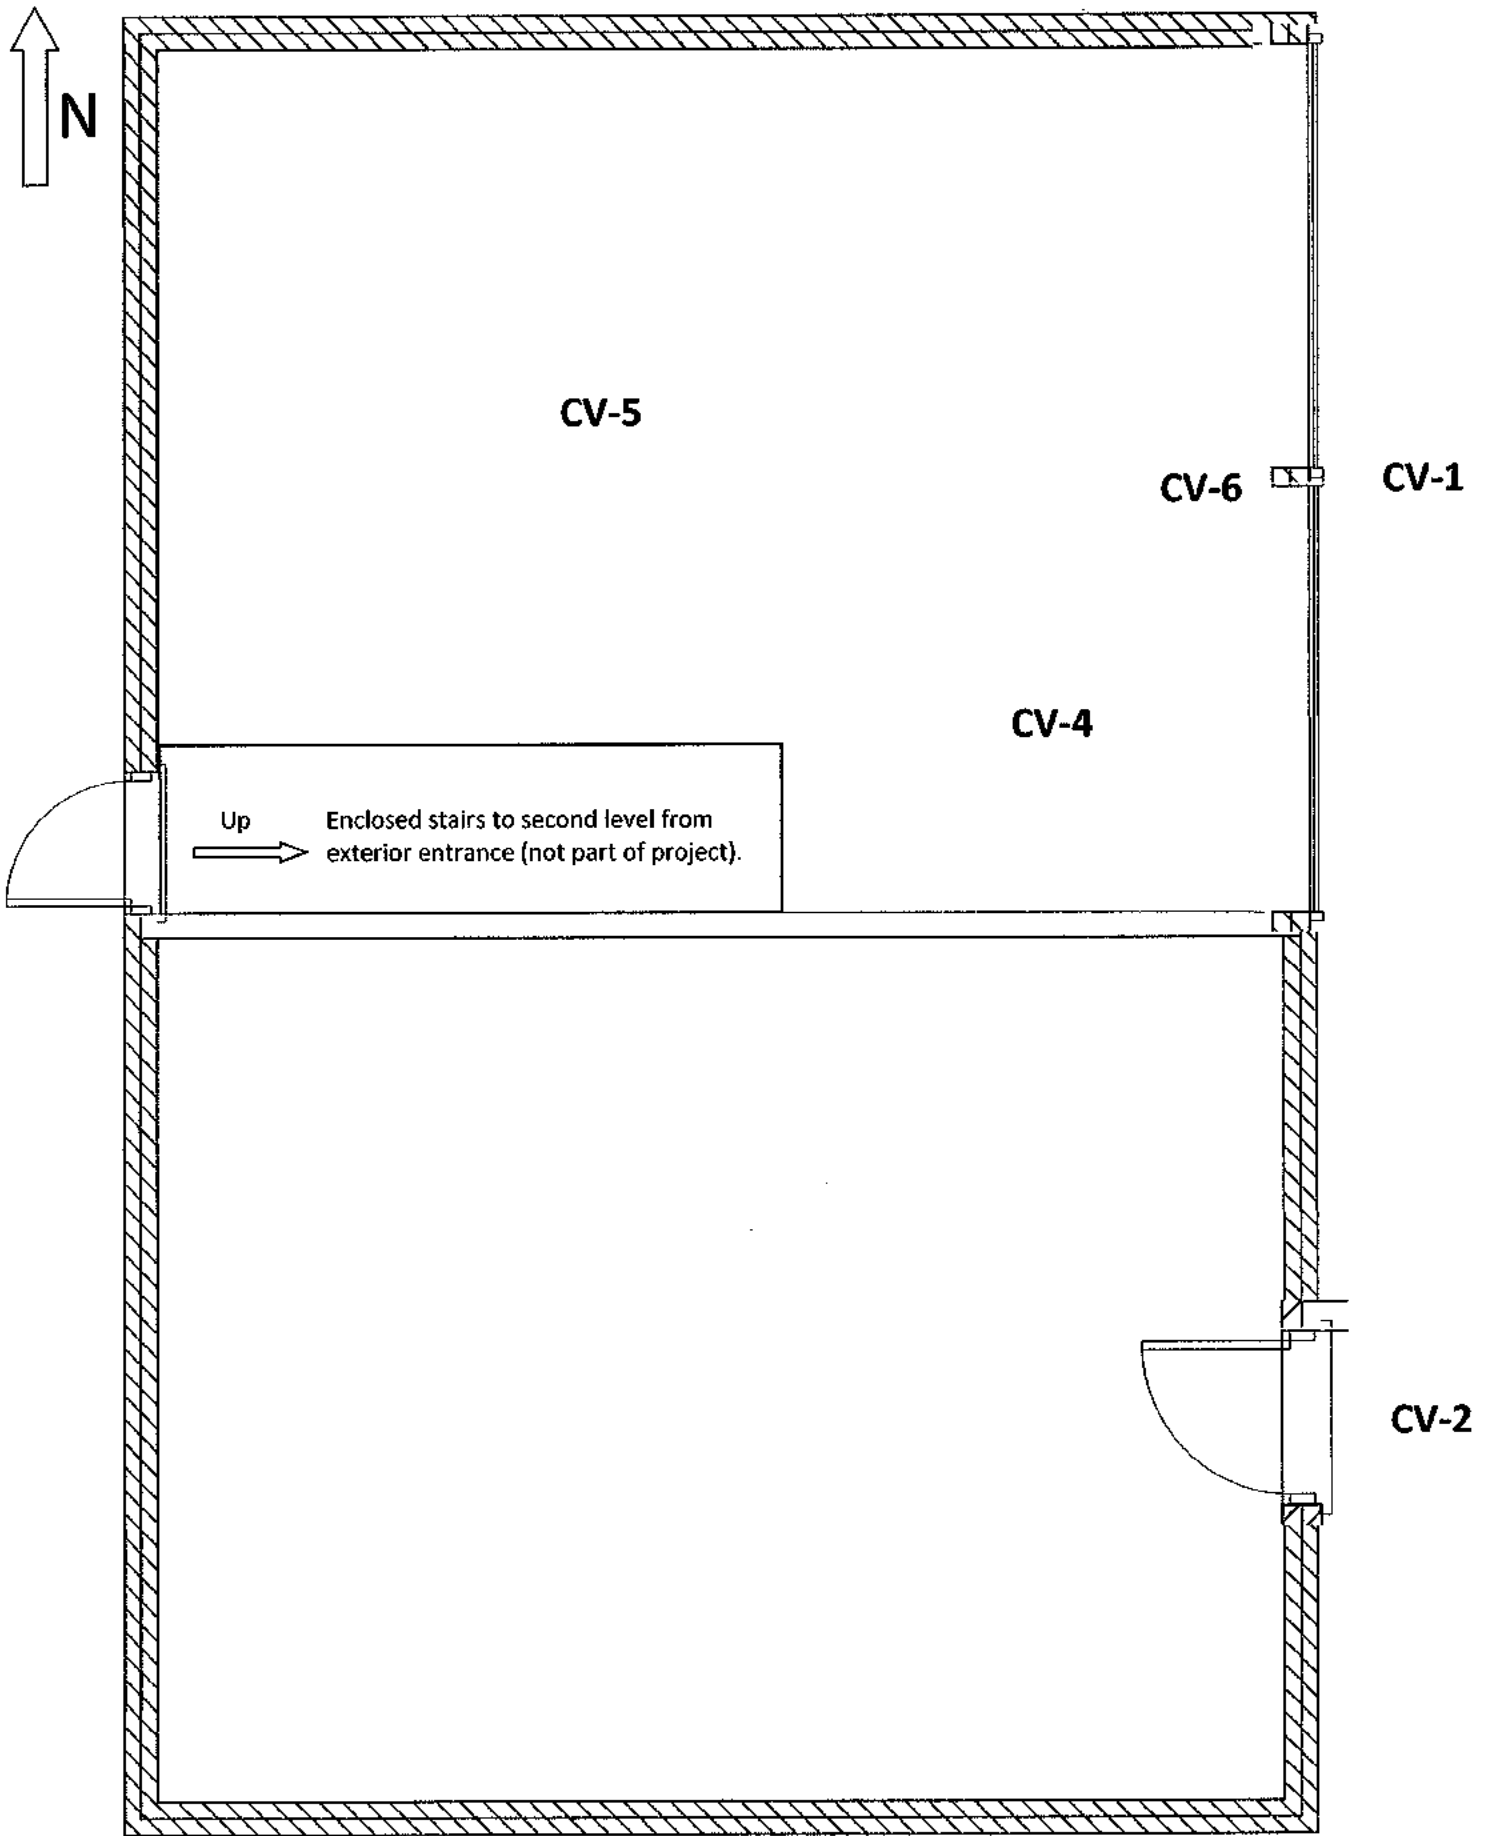 N
CV-5
CV-6
CV-1
CV-4
Up
Enclosed stairs to second level from
exterior entrance (not part of project).
CV-2